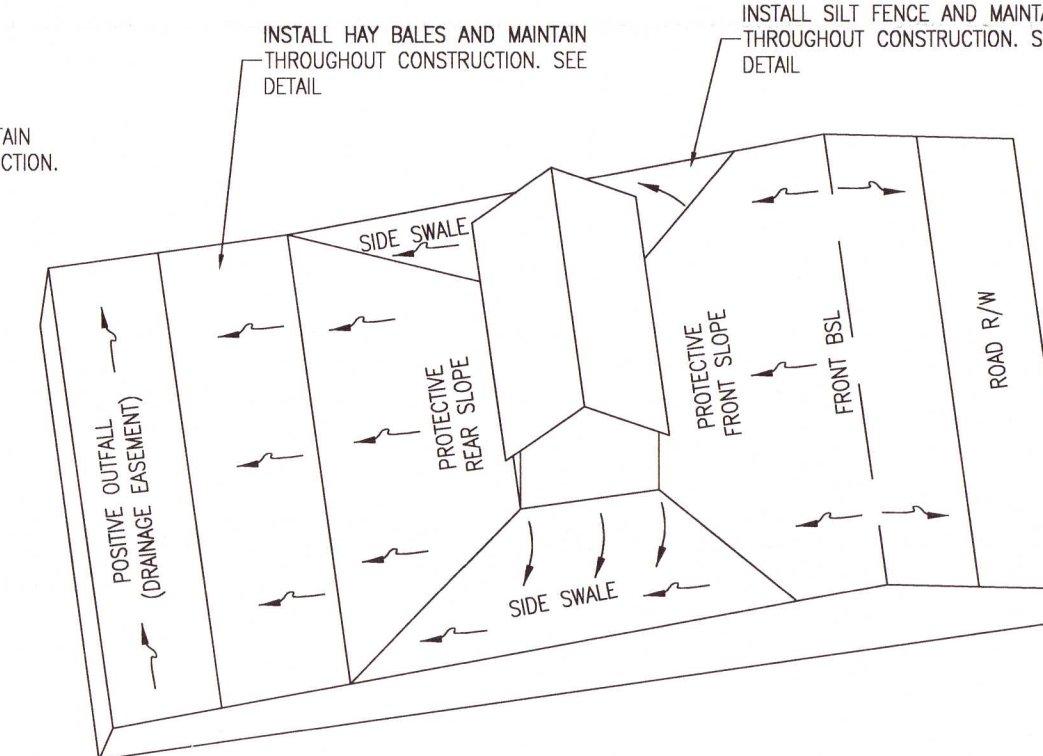 INSTALL HAY BALES AND MAINTAIN
THROUGHOUT CONSTRUCTION. SEE
DETAIL
INSTALL SILT FENCE AND
THROUGHOUT CONSTRUCTION.
DETAIL
SIDE SWALE
POSITIVE OUTFALL
(DRAINAGE EASEMENT)
PROTECTIVE
REAR SLOPE
PROTECTIVE
FRONT SLOPE
FRONT BSL
ROAD R/W
SIDE SWALE